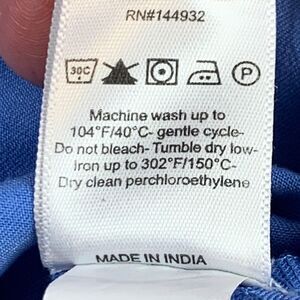 RN#144932
30C
P
Machine wash up to
104°F/40°C- gentle cycle-
Do not bleach- Tumble dry low-
Iron up to 302°F/150°C-
Dry clean perchloroethylene
MADE IN INDIA